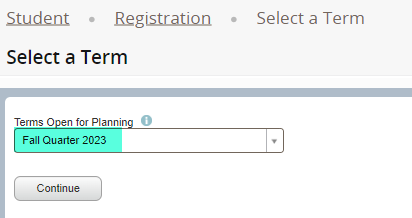 Student • Registration • Select a Term
Select a Term
Terms Open for Planning
Fall Quarter 2023
Continue